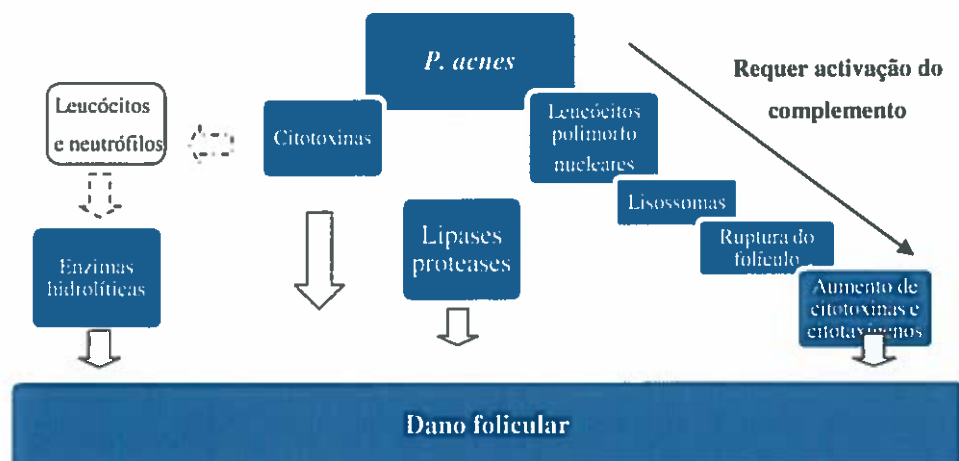 P. acnes
Requer activação do
complemento
Leucócitos
e neutrófilos
Citotoxinas
Leucócitos
polimorfo
nucleares
Lisossomas
Lipases
proteases
Ruptura do
folículo
Enzimas
hidrolíticas
Aumento de
citotoxinas e
citotaxígenos
Dano folicular